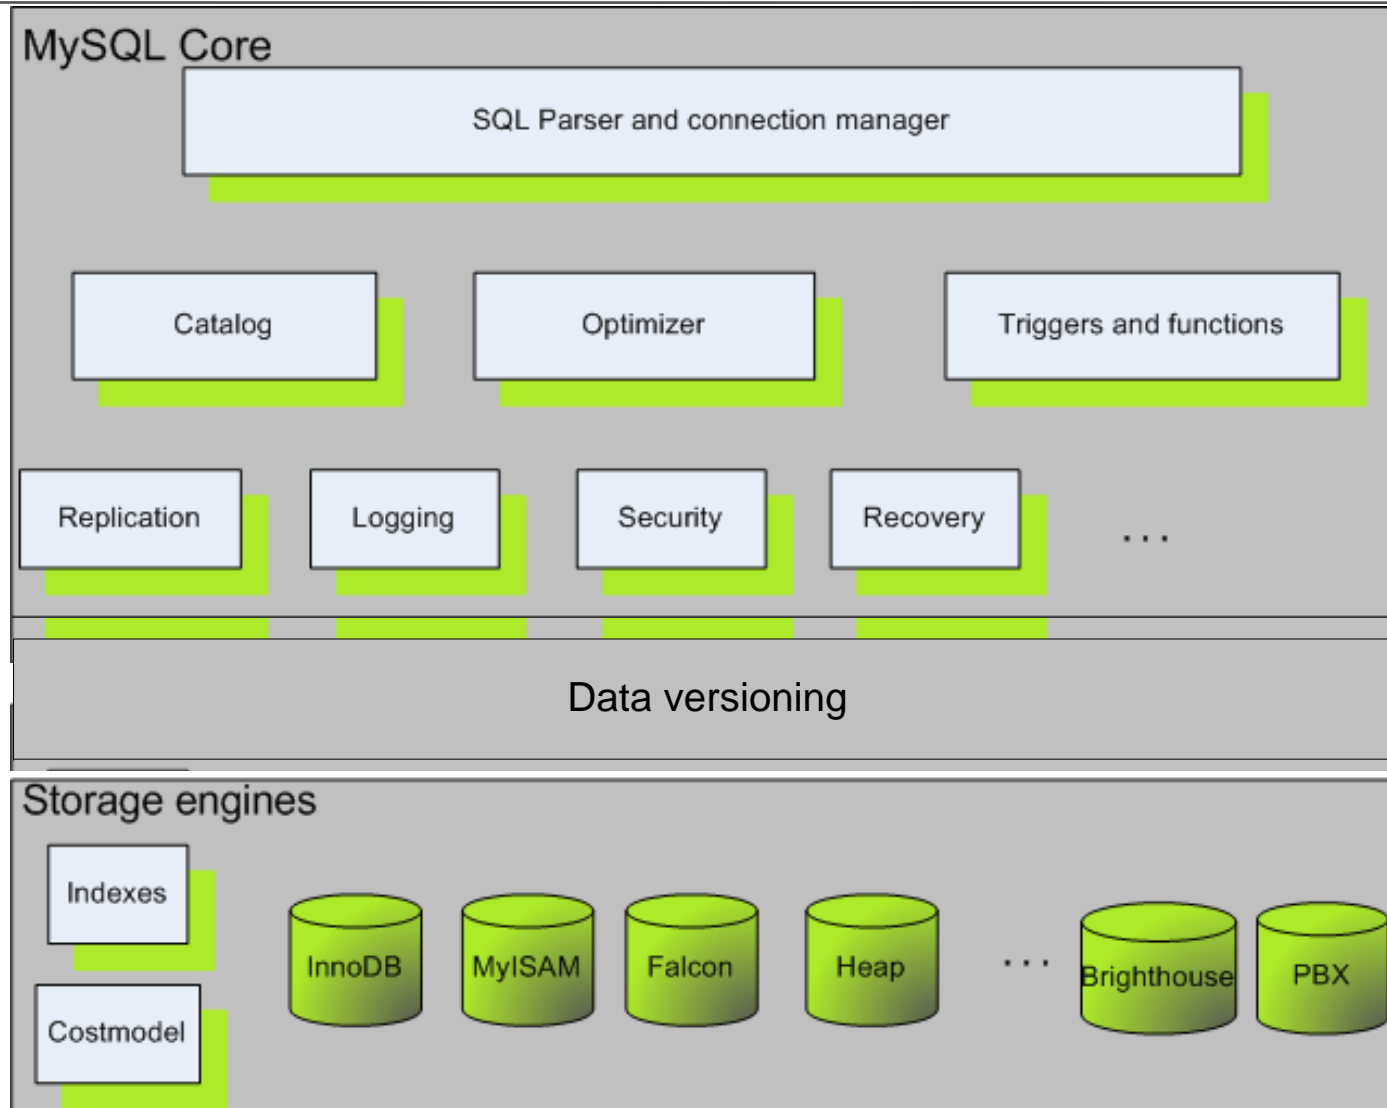 MySQL Core
SQL Parser and connection manager
Catalog
Optimizer
Triggers and functions
Replication
Logging
Security
Recovery
...
Data versioning
Storage engines
Indexes
InnoDB
MyISAM
Falcon
Heap
...
Brighthouse
PBX
Costmodel